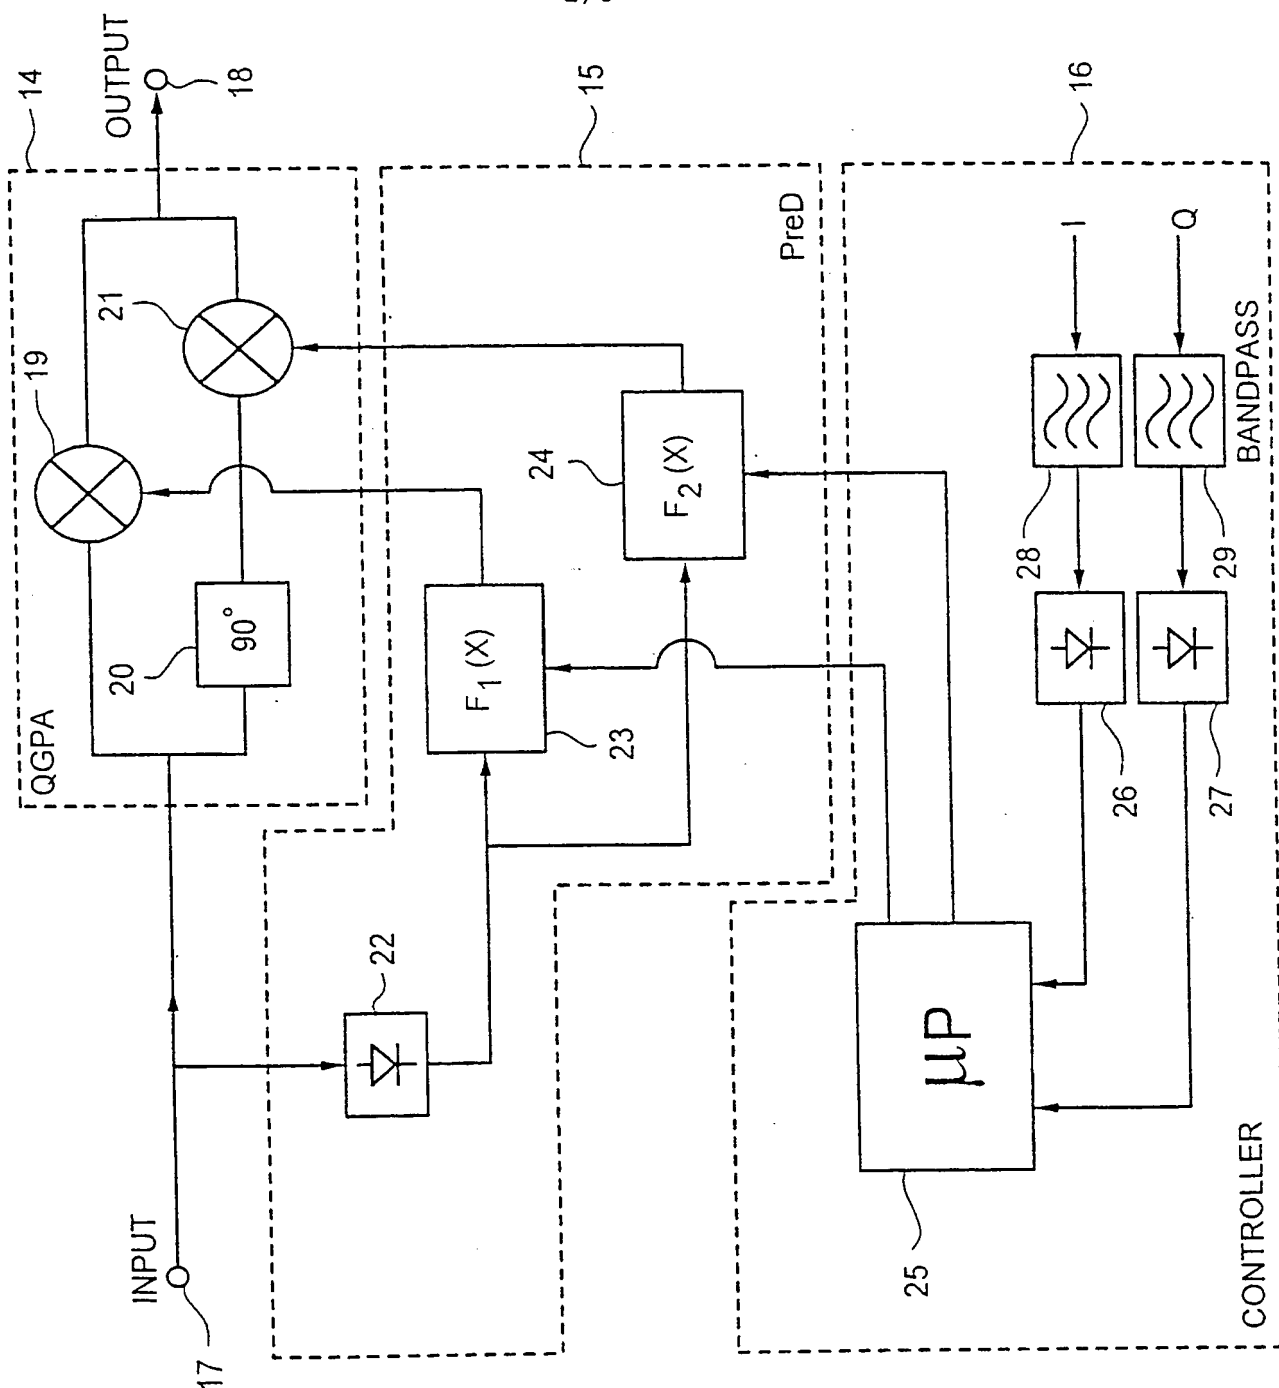 14
OUTPUT
18
15
16
QGPA
19
21
20
90°
PreD
F1(X)
23
24
F2(X)
22
INPUT
17
I
Q
BANDPASS
28
29
26
27
μP
25
CONTROLLER